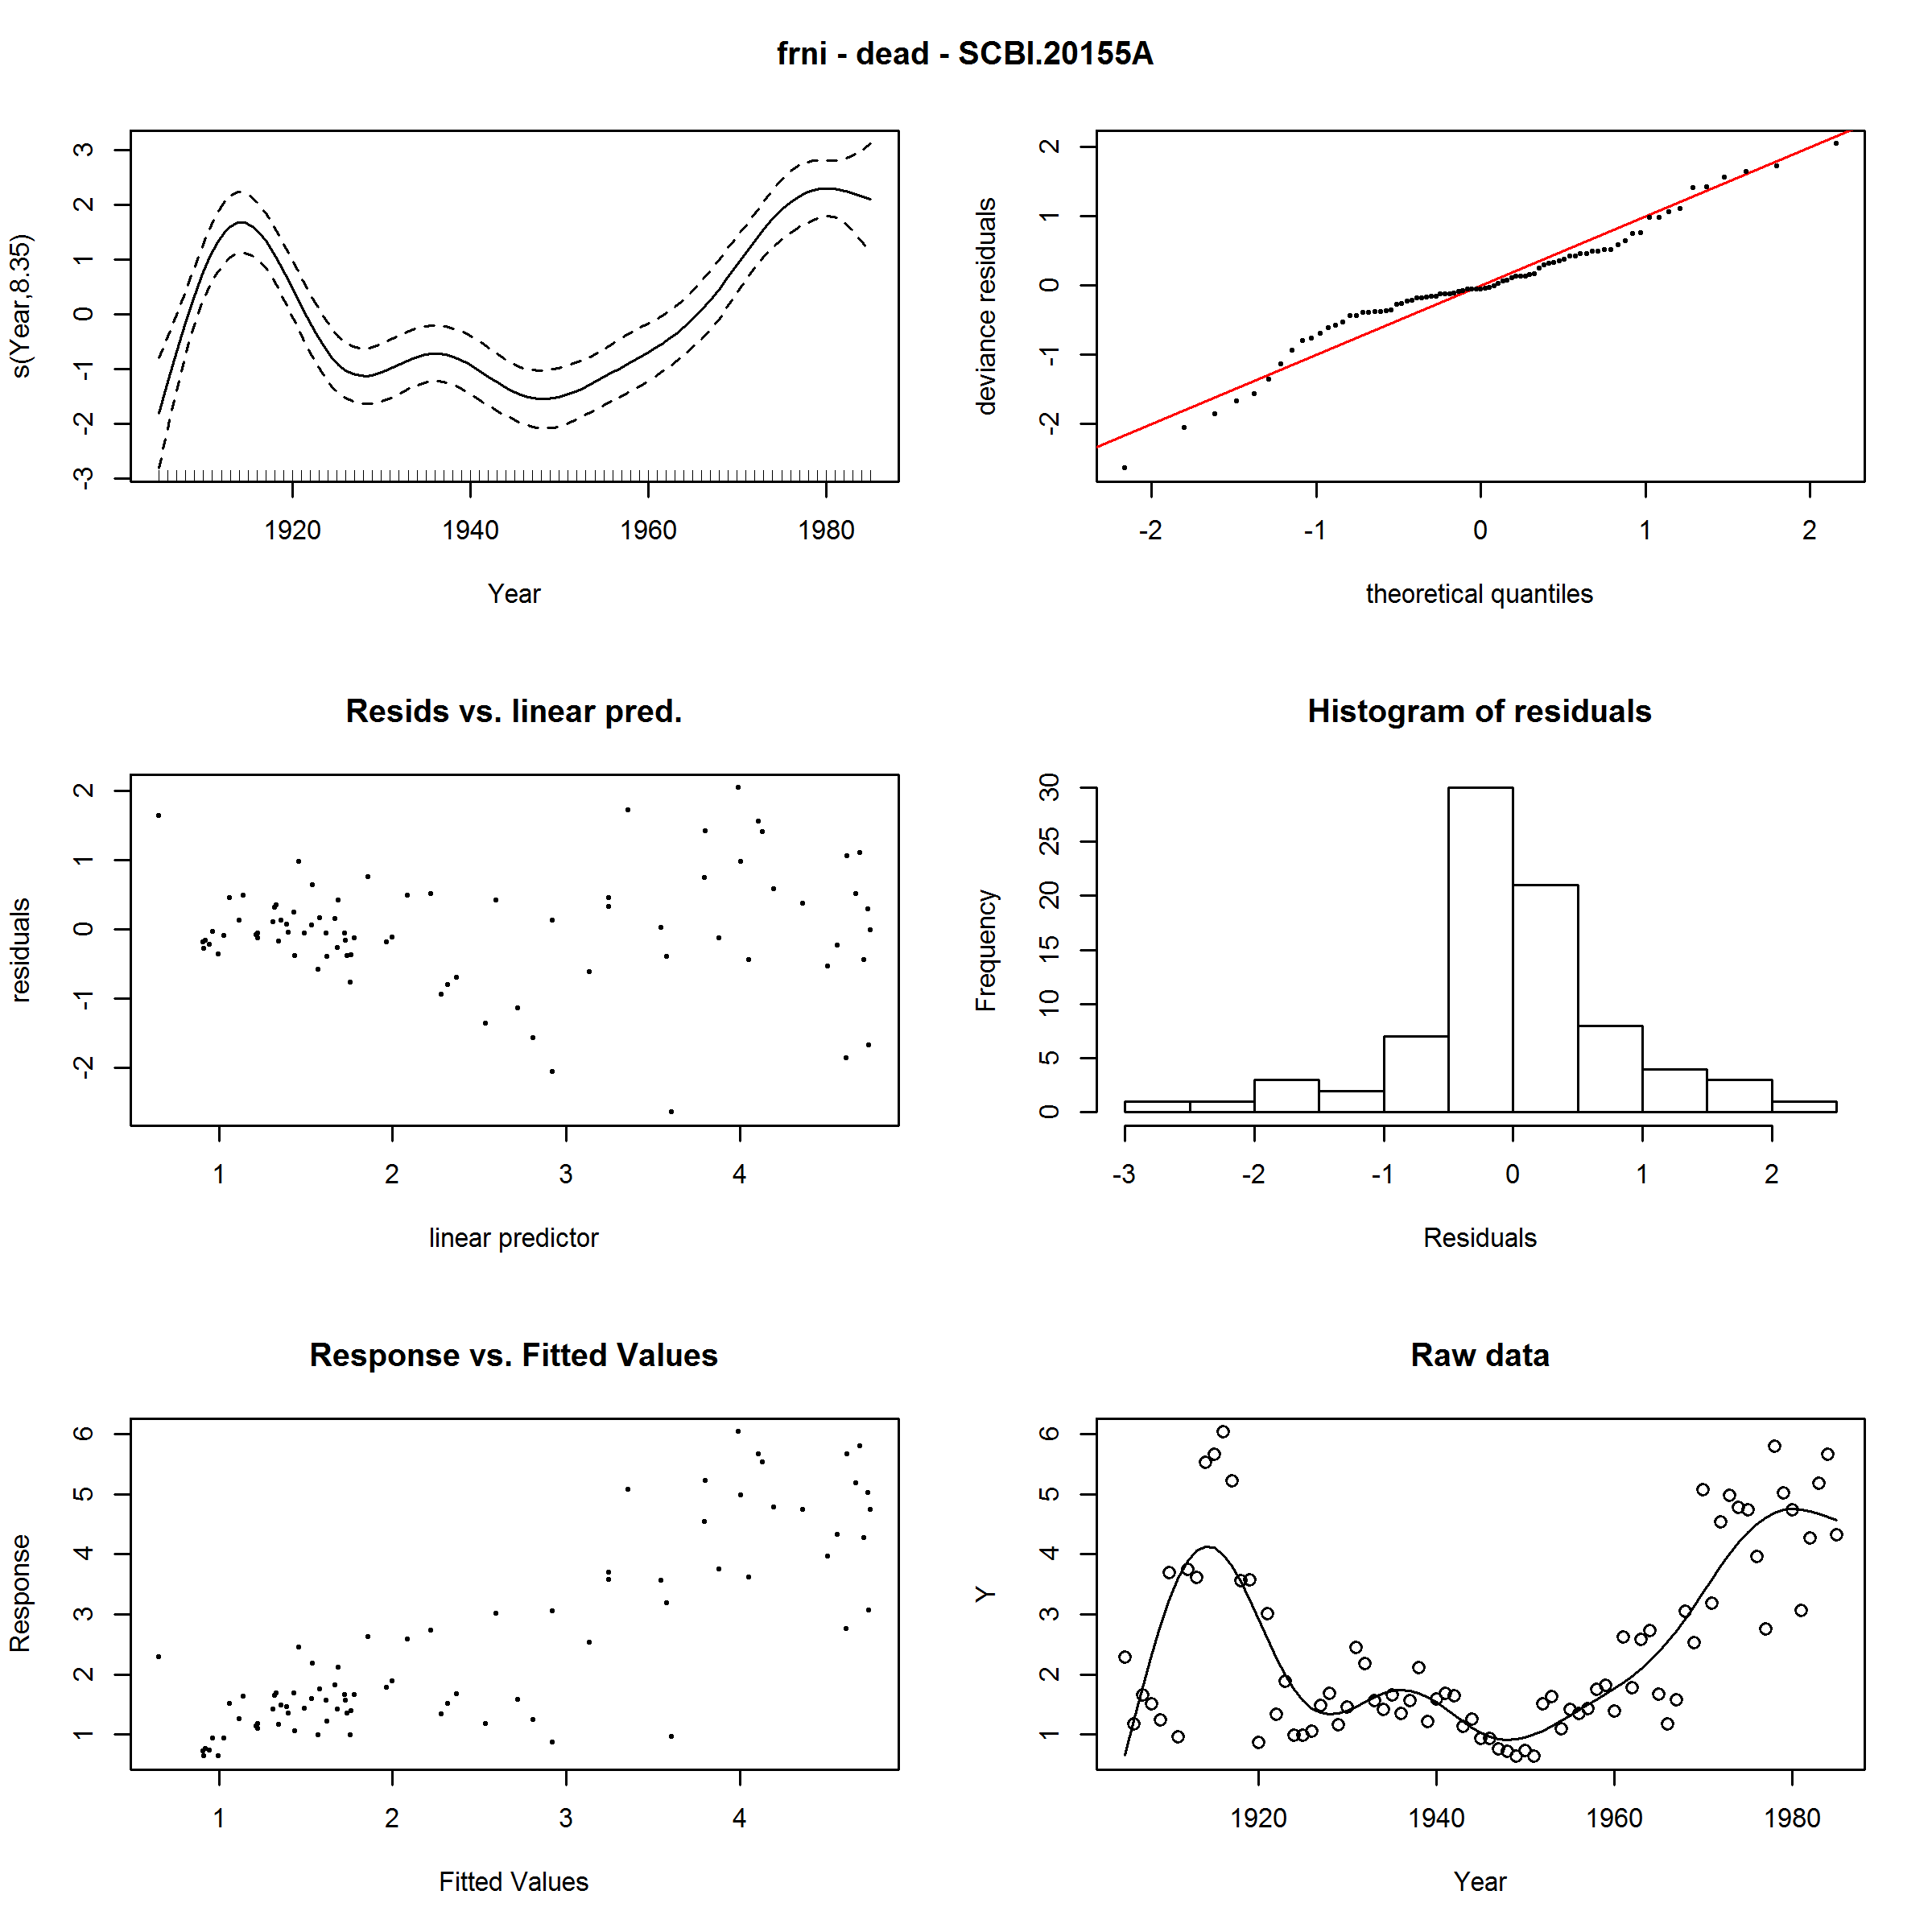 frni - dead - SCBI.20155A
s(Year,8.35)
3
2
1
0
-1
-2
-3
1920 1940 1960 1980
Year
deviance residuals
2
1
0
-1
-2
-2 -1 0 1 2
theoretical quantiles
Resids vs. linear pred.
residuals
2
1
0
-1
-2
1 2 3 4
linear predictor
Histogram of residuals
Frequency
30
25
20
15
10
5
0
-3 -2 -1 0 1 2
Residuals
Response vs. Fitted Values
Response
6
5
4
3
2
1
1 2 3 4
Fitted Values
Raw data
Y
6
5
4
3
2
1
1920 1940 1960 1980
Year